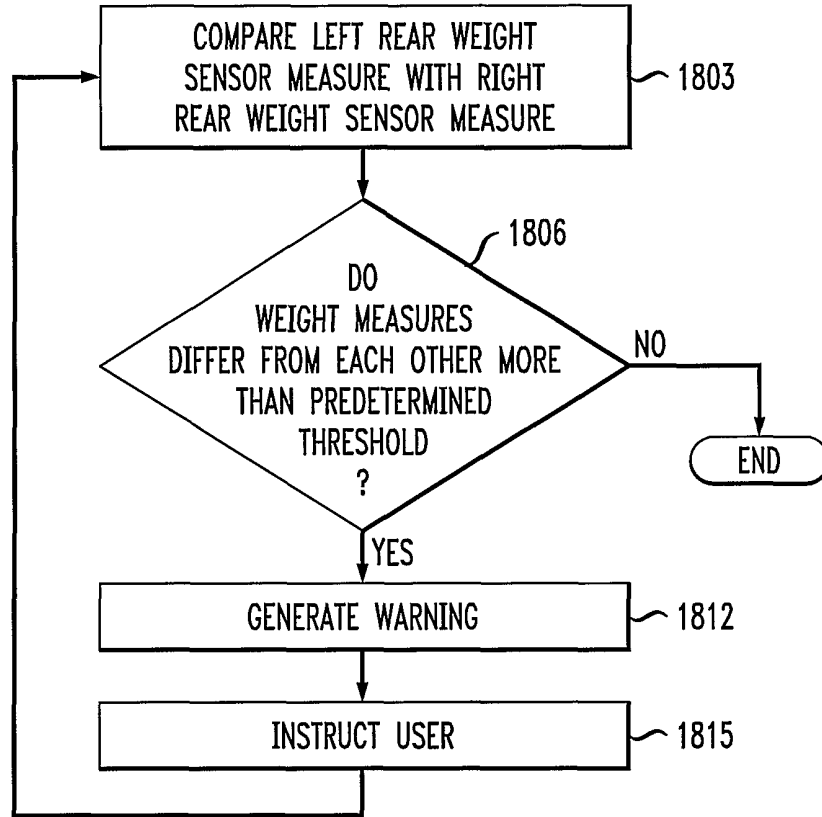 COMPARE LEFT REAR WEIGHT
SENSOR MEASURE WITH RIGHT
REAR WEIGHT SENSOR MEASURE
1803
1806
DO
WEIGHT MEASURES
DIFFER FROM EACH OTHER MORE
THAN PREDETERMINED
THRESHOLD
?
NO
END
YES
GENERATE WARNING
1812
INSTRUCT USER
1815